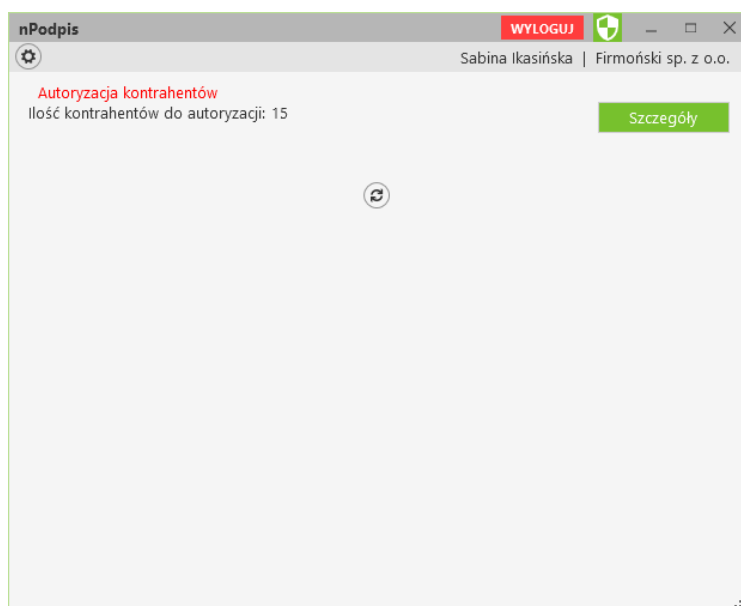 nPodpis WYLOGUJ
Sabina Ikasińska | Firmoński sp. z o.o.
Autoryzacja kontrahentów
Ilość kontrahentów do autoryzacji: 15
Szczegóły